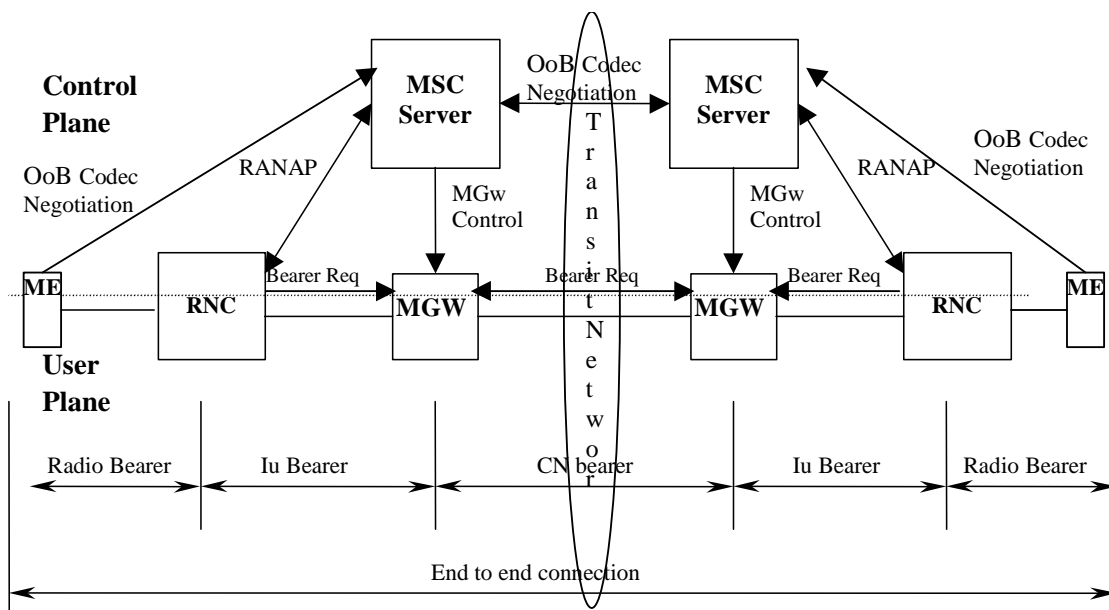 Control
Plane
MSC
Server
OoB Codec
Negotiation
MSC
Server
OoB Codec
Negotiation
RANAP
MGw
Control
MGw
Control
RANAP
OoB Codec
Negotiation
ME
RNC
Bearer Req
MGW
Bearer Req
MGW
Bearer Req
RNC
ME
Transit Networ
User
Plane
Radio Bearer
Iu Bearer
CN bearer
Iu Bearer
Radio Bearer
End to end connection